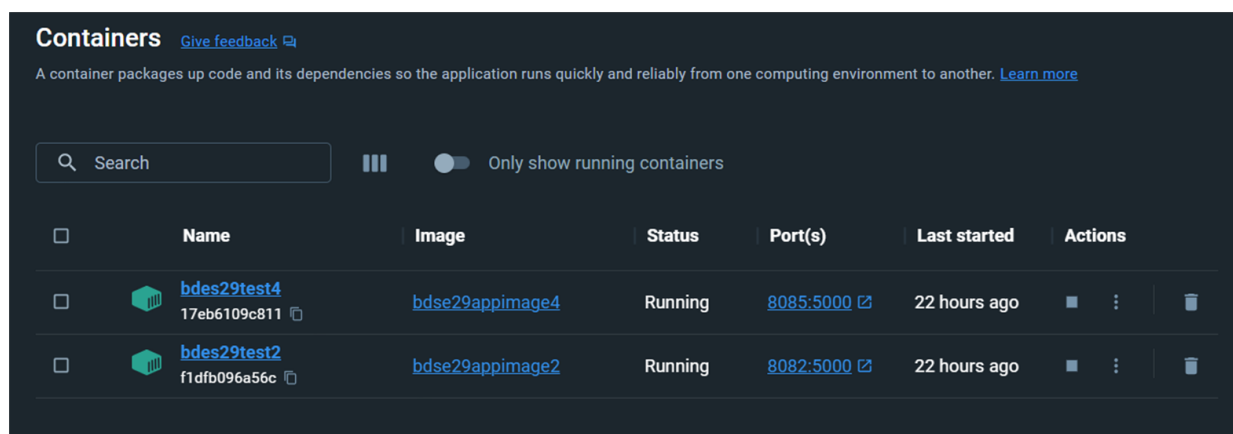 Containers Give feedback
A container packages up code and its dependencies so the application runs quickly and reliably from one computing environment to another. Learn more
Search Only show running containers
Name Image Status Port(s) Last started Actions
bdes29test4
17eb6109c811 bdse29appimage4 Running 8085:5000 22 hours ago
bdes29test2
f1dfb096a56c bdse29appimage2 Running 8082:5000 22 hours ago